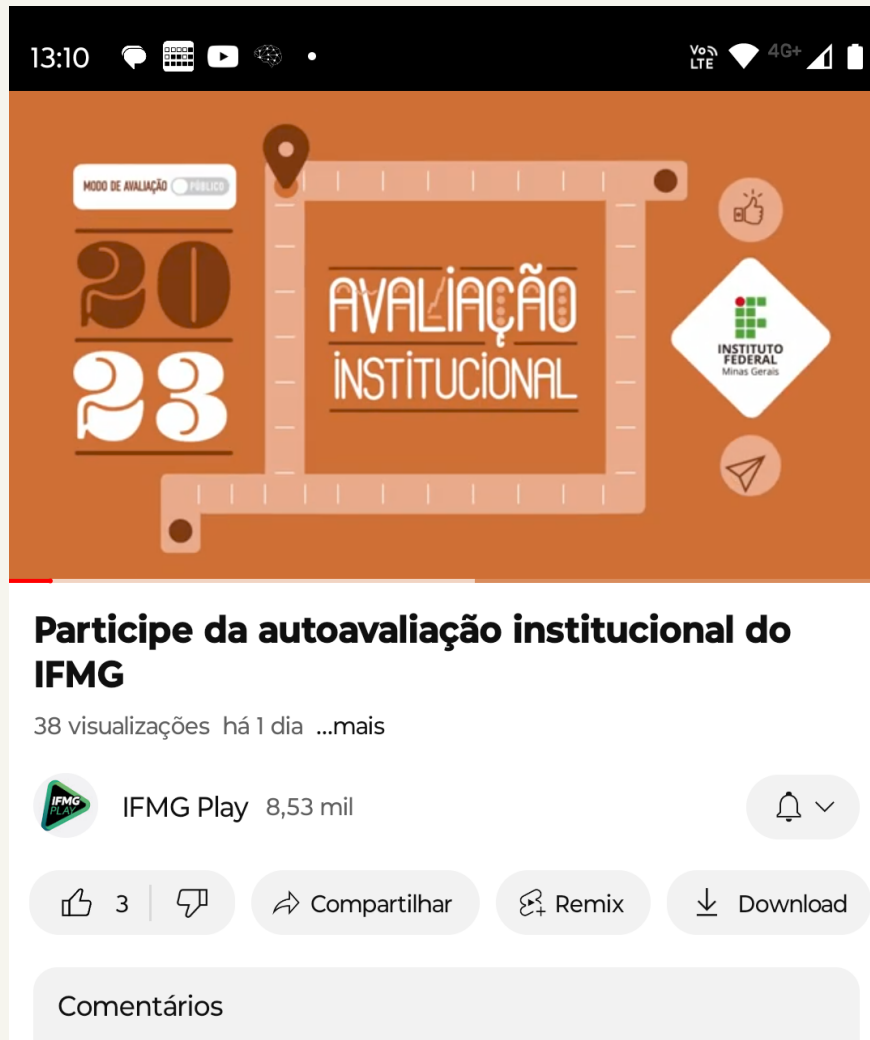 13:10
Vo
LTE
4G+
MODO DE AVALIAÇÃO PÚBLICO
20
23
AVALIAÇÃO
INSTITUCIONAL
INSTITUTO
FEDERAL
Minas Gerais
Participe da autoavaliação institucional do
IFMG
38 visualizações há 1 dia ...mais
IFMG
PLAY
IFMG Play 8,53 mil
3
Compartilhar
Remix
Download
Comentários